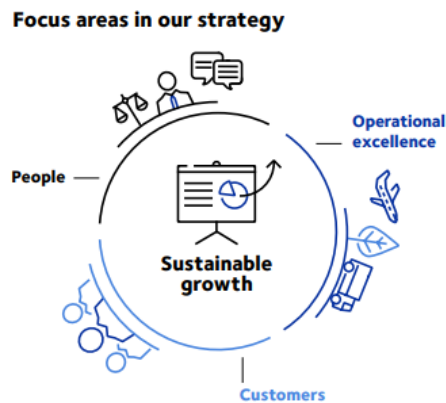 Focus areas in our strategy
Operational
excellence
People
Sustainable
growth
Customers